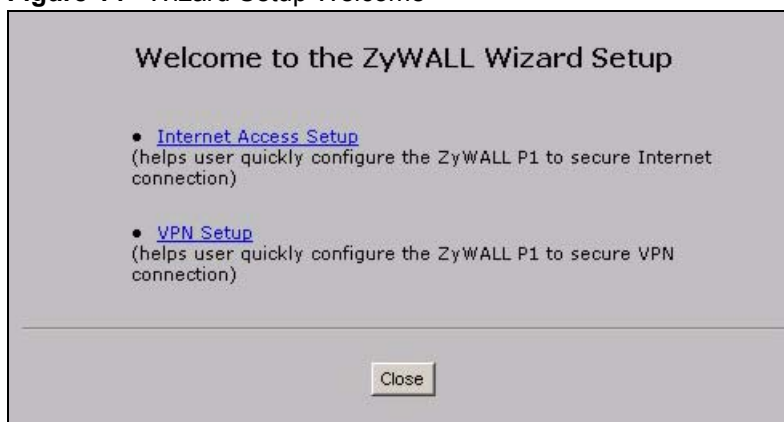 Wizard Setup Welcome
Welcome to the ZyWALL Wizard Setup
• Internet Access Setup
(helps user quickly configure the ZyWALL P1 to secure Internet
connection)
• VPN Setup
(helps user quickly configure the ZyWALL P1 to secure VPN
connection)
Close